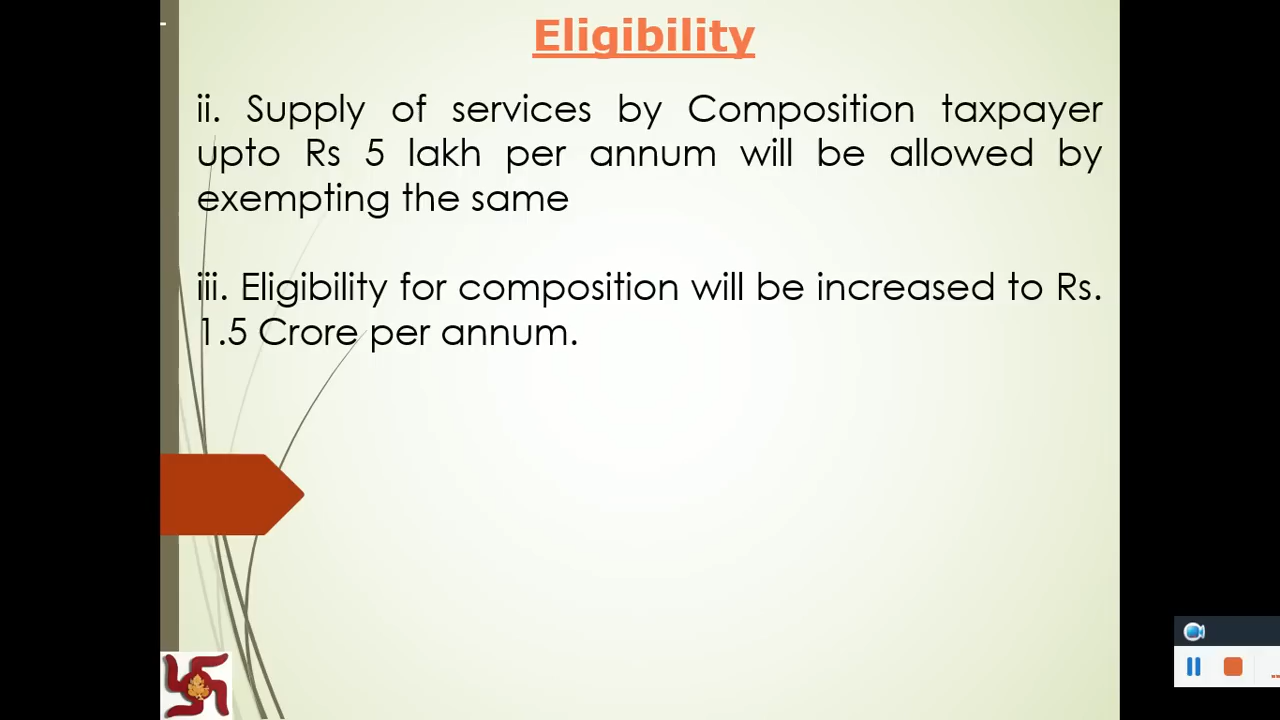 Eligibility
ii. Supply of services by Composition taxpayer
upto Rs 5 lakh per annum will be allowed by
exempting the same
iii. Eligibility for composition will be increased to Rs.
1.5 Crore per annum.